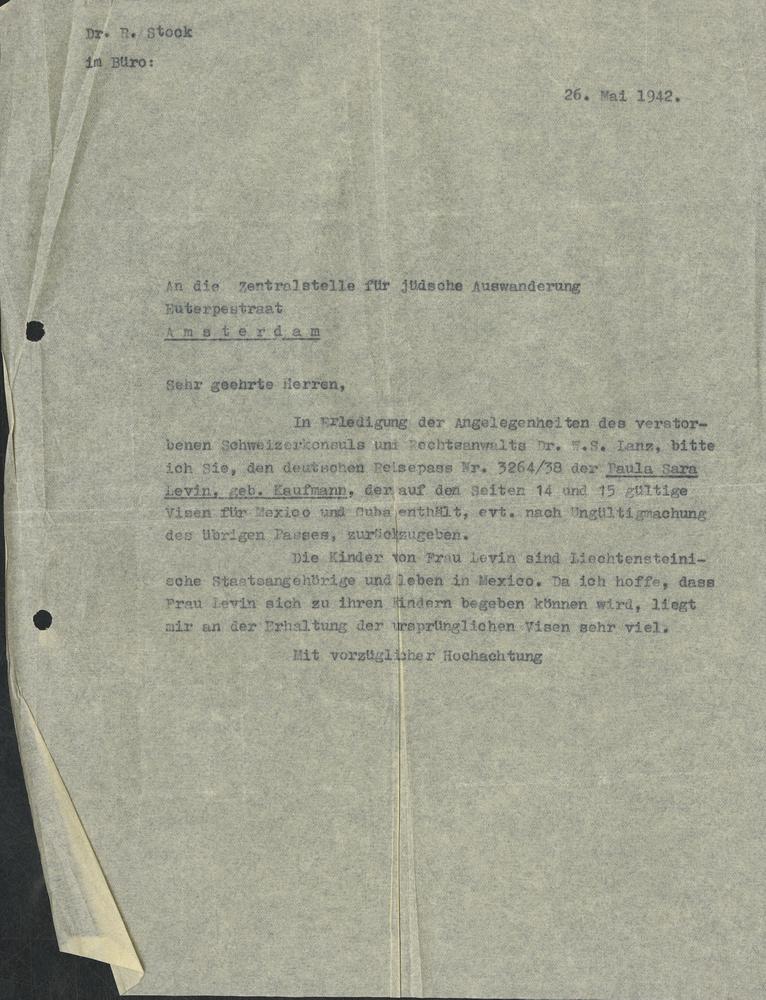 Dr. R. Stock
im Büro:
26. Mai 1942.
An die Zentralstelle für jüdsche Auswanderung
Euterpestraat
A m s t e r d a m
Sehr geehrte Herren,
In Erledigung der Angelegenheiten des verstor-
benen Schweizerkonsuls und Rechtsanwalts Dr. W.S. Lanz, bitte
ich Sie, den deutschen Reisepass Nr. 3264/38 der Paula Sara
Levin, geb. Kaufmann, der auf den Seiten 14 und 15 gültige
Visen für Mexico und Cuba enthält, evt. nach Ungültigmachung
des übrigen Passes, zurückzugeben.
Die Kinder von Frau Levin sind Liechtensteini-
sche Staatsangehörige und leben in Mexico. Da ich hoffe, dass
Frau Levin sich zu ihren Kindern begeben können wird, liegt
mir an der Erhaltung der ursprünglichen Visen sehr viel.
Mit vorzüglicher Hochachtung